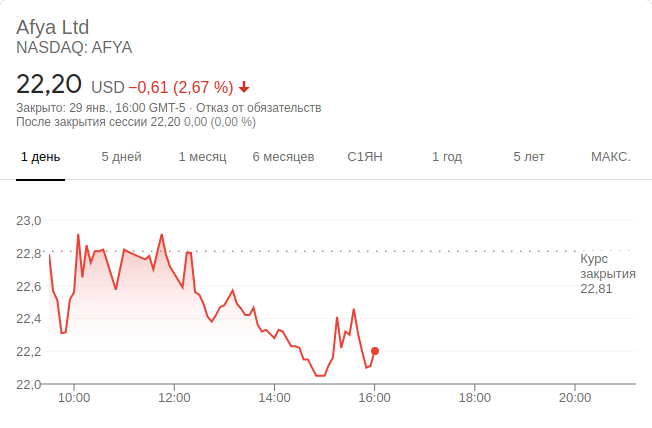 Afya Ltd
NASDAQ: AFYA
22,20 USD −0,61 (2,67 %)
Закрыто: 29 янв., 16:00 GMT-5 · Отказ от обязательств
После закрытия сессии 22,20 0,00 (0,00 %)
1 день 5 дней 1 месяц 6 месяцев С1ЯН 1 год 5 лет МАКС.
23,0
22,8
Курс
закрытия
22,81
22,6
22,4
22,2
22,0
10:00 12:00 14:00 16:00 18:00 20:00